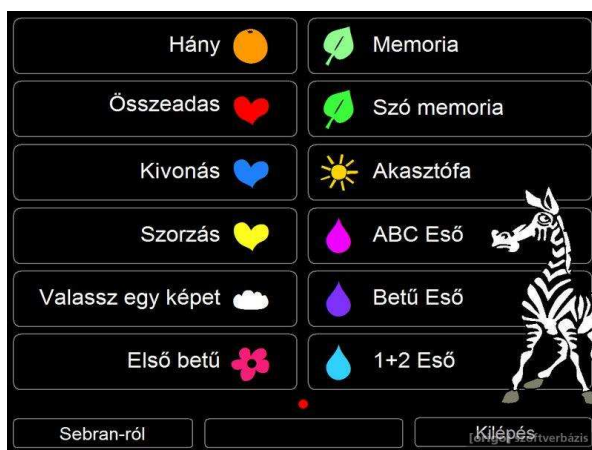 Hány
Memoria
Összeadas
Szó memoria
Kivonás
Akasztófa
Szorzás
ABC Eső
Valassz egy képet
Betű Eső
Első betű
1+2 Eső
Sebran-ról
Kilépés
[origo] szoftverbázis